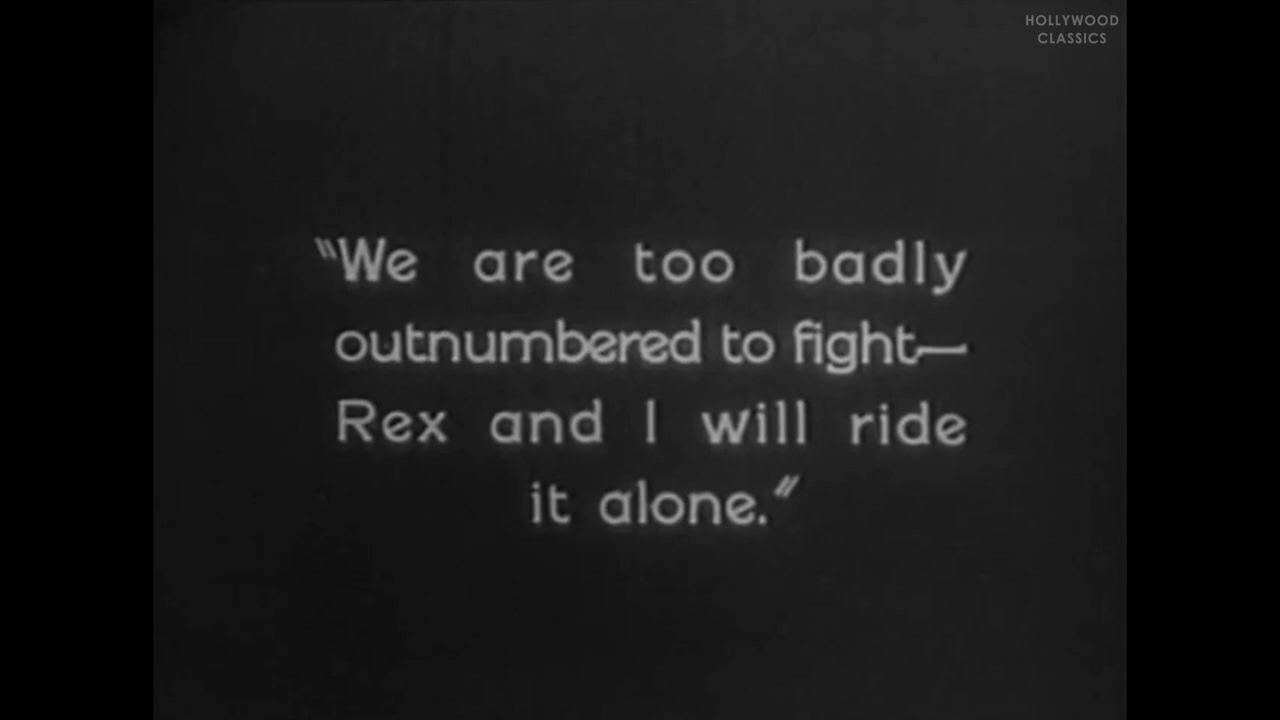 HOLLYWOOD
CLASSICS
"We are too badly
outnumbered to fight—
Rex and I will ride
it alone."